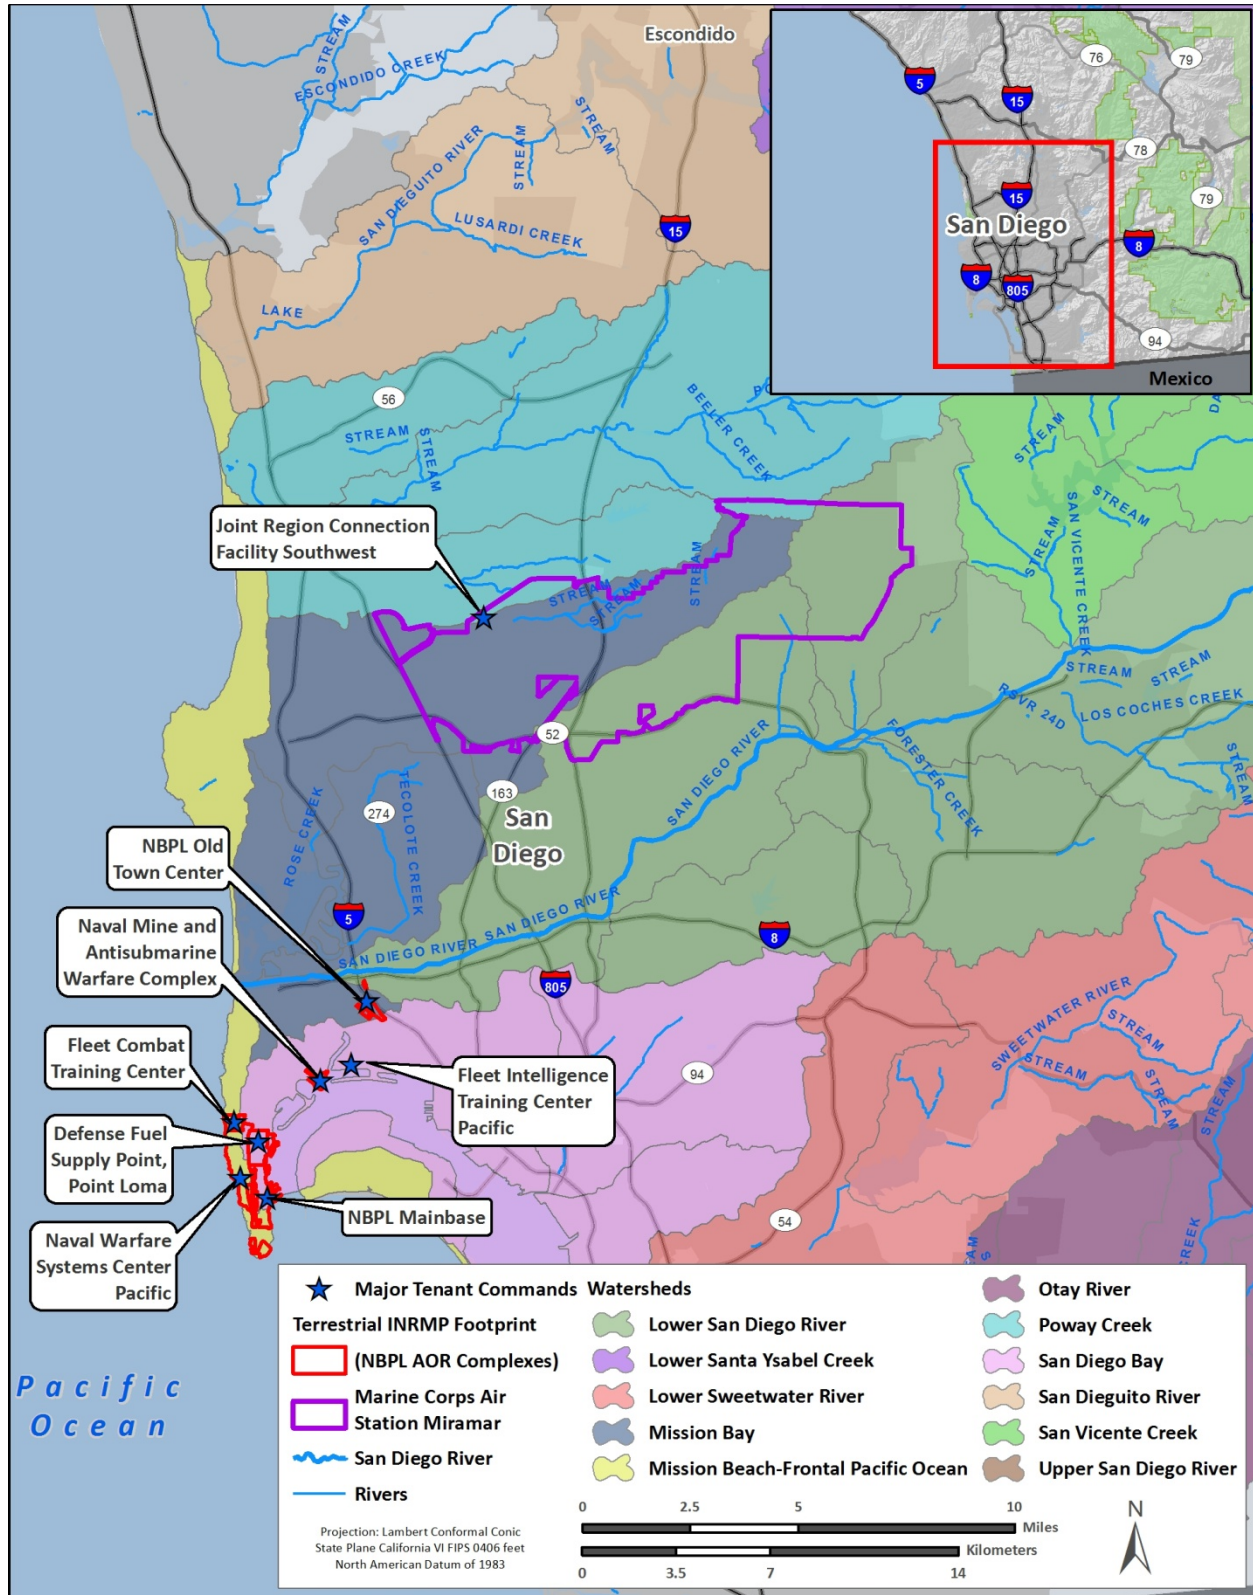 Escondido
STREAM
ESCONDIDO CREEK
SAN DIEGUITO RIVER
STREAM
STREAM
LUSARDI CREEK
LAKE
15
5
15
76
79
78
79
15
San Diego
8
8
805
94
Mexico
56
STREAM
STREAM
BEELER CREEK
STREAM
STREAM
STREAM
SAN VICENTE CREEK
Joint Region Connection
Facility Southwest
STREAM
STREAM
STREAM
STREAM
STREAM
RSVR 24D
LOS COCHES CREEK
STREAM
52
SAN DIEGO RIVER
FORESTER CREEK
163
274
TECOLOTE CREEK
ROSE CREEK
San
Diego
NBPL Old
Town Center
5
SAN DIEGO RIVER
SAN DIEGO RIVER
8
805
Naval Mine and
Antisubmarine
Warfare Complex
SWEETWATER RIVER
STREAM
STREAM
STREAM
STREAM
Fleet Combat
Training Center
Fleet Intelligence
Training Center
Pacific
94
Defense Fuel
Supply Point,
Point Loma
NBPL Mainbase
54
CREEK
Naval Warfare
Systems Center
Pacific
Pacific
Ocean
Major Tenant Commands
Terrestrial INRMP Footprint
(NBPL AOR Complexes)
Marine Corps Air
Station Miramar
San Diego River
Rivers
Projection: Lambert Conformal Conic
State Plane California VI FIPS 0406 feet
North American Datum of 1983
Watersheds
Lower San Diego River
Lower Santa Ysabel Creek
Lower Sweetwater River
Mission Bay
Mission Beach-Frontal Pacific Ocean
Otay River
Poway Creek
San Diego Bay
San Dieguito River
San Vicente Creek
Upper San Diego River
0 2.5 5 10
Miles
Kilometers
0 3.5 7 14
N